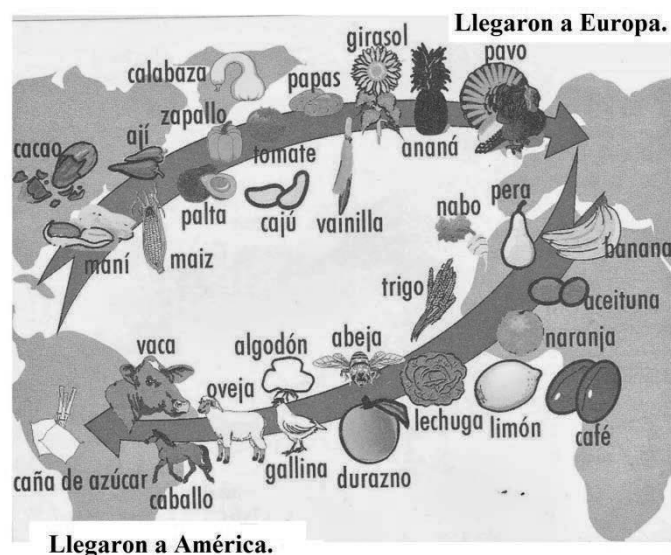 Llegaron a Europa.
girasol
pavo
calabaza
papas
zapallo
ají
cacao
tomate
ananá
palta
cajú
vainilla
maní
maiz
nabo
pera
banana
trigo
aceituna
naranja
vaca
algodón
abeja
oveja
lechuga
limón
café
caña de azúcar
caballo
gallina
durazno
Llegaron a América.